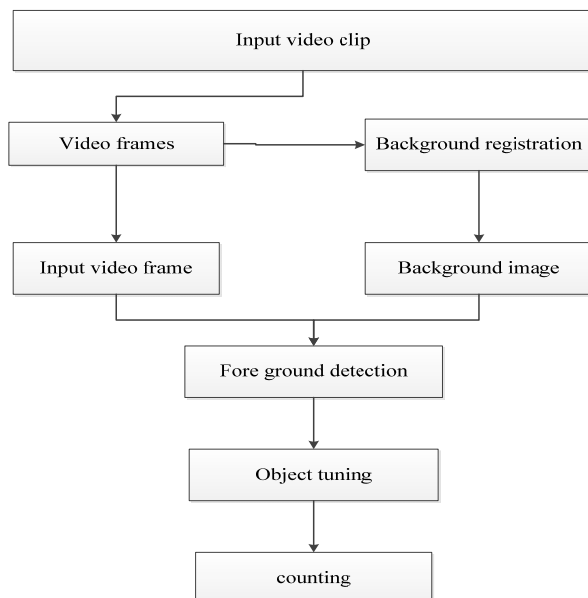 Input video clip
Video frames
Background registration
Input video frame
Background image
Fore ground detection
Object tuning
counting